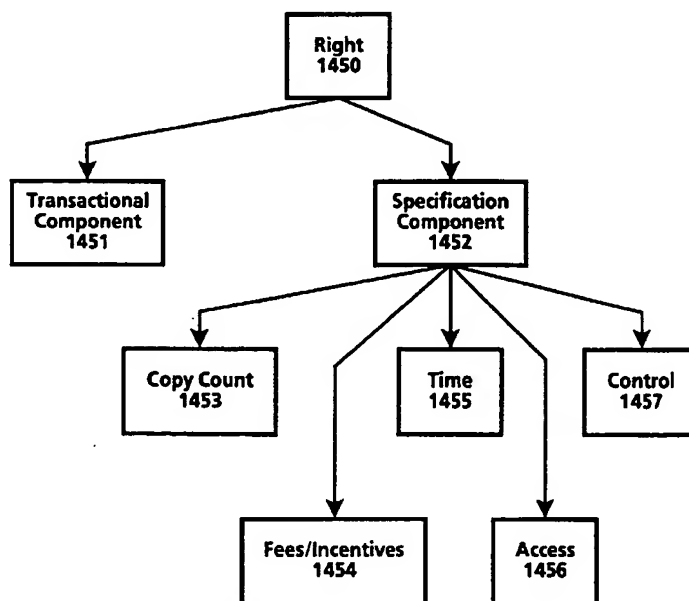 Right
1450
Transactional
Component
1451
Specification
Component
1452
Copy Count
1453
Time
1455
Control
1457
Fees/Incentives
1454
Access
1456